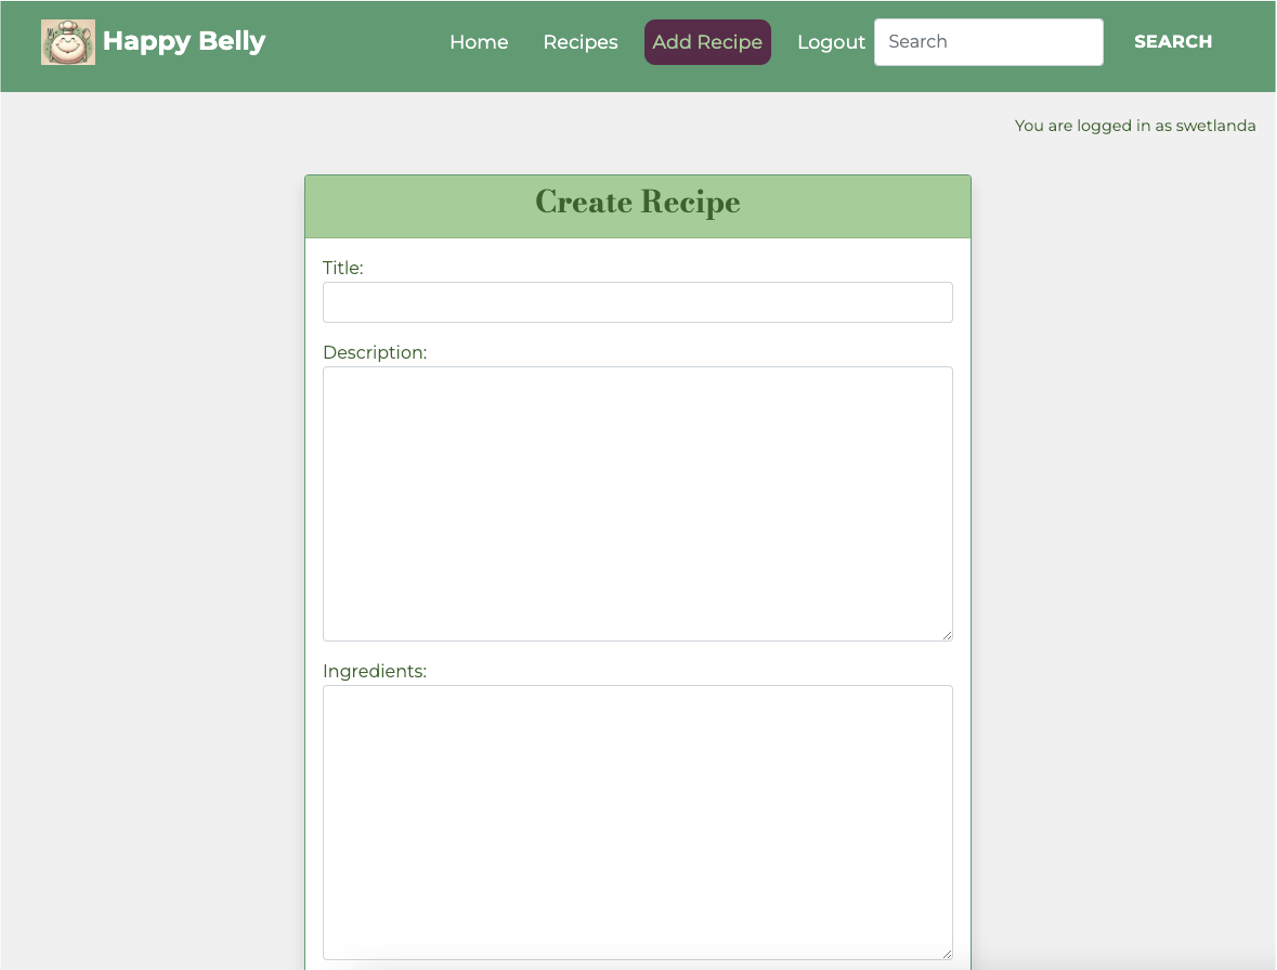 Happy Belly
Home
Recipes
Add Recipe
Logout
Search
SEARCH
You are logged in as swetlanda
Create Recipe
Title:
Description:
Ingredients: